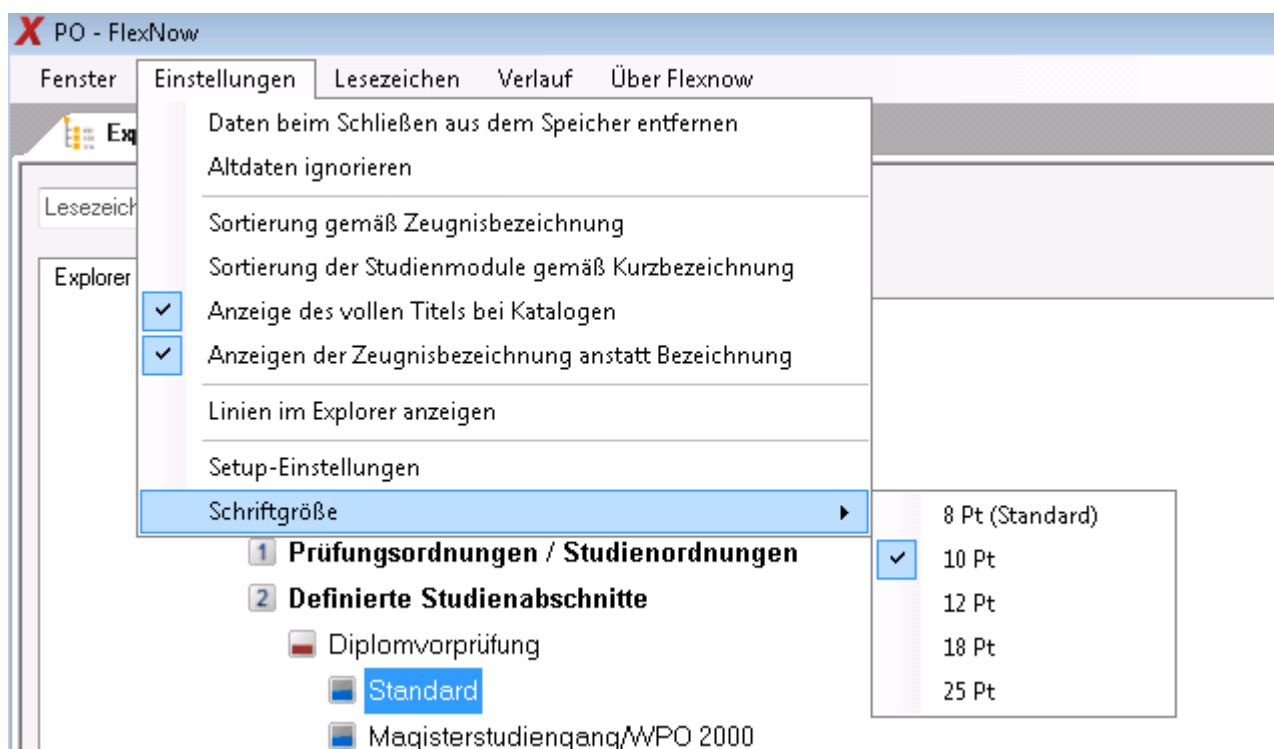 PO - FlexNow
Fenster Einstellungen Lesezeichen Verlauf Über Flexnow
Daten beim Schließen aus dem Speicher entfernen
Altdaten ignorieren
Sortierung gemäß Zeugnisbezeichnung
Sortierung der Studienmodule gemäß Kurzbezeichnung
Explorer
Anzeige des vollen Titels bei Katalogen
Anzeigen der Zeugnisbezeichnung anstatt Bezeichnung
Linien im Explorer anzeigen
Setup-Einstellungen
Schriftgröße
8 Pt (Standard)
10 Pt
12 Pt
18 Pt
25 Pt
1 Prüfungsordnungen / Studienordnungen
2 Definierte Studienabschnitte
Diplomvorprüfung
Standard
Magisterstudiengang/WPO 2000